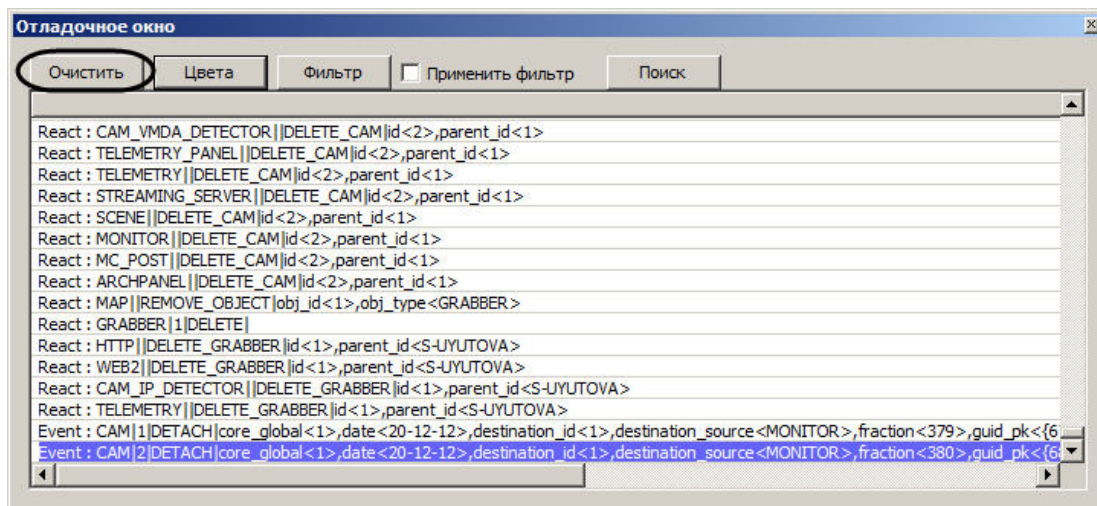 Отладочное окно
Очистить Цвета Фильтр Применить фильтр Поиск
React : CAM_VMDA_DETECTOR||DELETE_CAM|id<2>,parent_id<1>
React : TELEMETRY_PANEL||DELETE_CAM|id<2>,parent_id<1>
React : TELEMETRY||DELETE_CAM|id<2>,parent_id<1>
React : STREAMING_SERVER||DELETE_CAM|id<2>,parent_id<1>
React : SCENE||DELETE_CAM|id<2>,parent_id<1>
React : MONITOR||DELETE_CAM|id<2>,parent_id<1>
React : MC_POST||DELETE_CAM|id<2>,parent_id<1>
React : ARCHPANEL||DELETE_CAM|id<2>,parent_id<1>
React : MAP||REMOVE_OBJECT|obj_id<1>,obj_type<GRABBER>
React : GRABBER|1|DELETE|
React : HTTP||DELETE_GRABBER|id<1>,parent_id<S-UYUTOVA>
React : WEB2||DELETE_GRABBER|id<1>,parent_id<S-UYUTOVA>
React : CAM_IP_DETECTOR||DELETE_GRABBER|id<1>,parent_id<S-UYUTOVA>
React : TELEMETRY||DELETE_GRABBER|id<1>,parent_id<S-UYUTOVA>
Event : CAM|1|DETACH|core_global<1>,date<20-12-12>,destination_id<1>,destination_source<MONITOR>,fraction<379>,guid_pk<{6
Event : CAM|2|DETACH|core_global<1>,date<20-12-12>,destination_id<1>,destination_source<MONITOR>,fraction<380>,guid_pk<{6